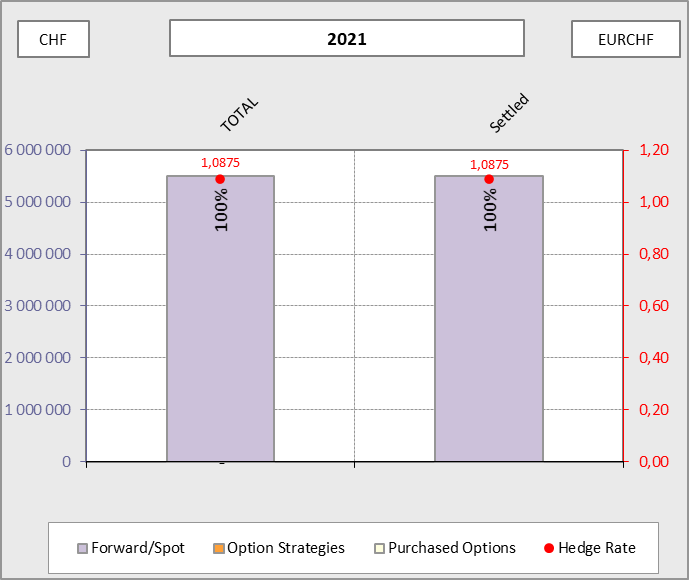 CHF 2021 EURCHF
TOTAL Settled
6 000 000 1,0875 1,0875 1,20
5 000 000 100% 100% 1,00
4 000 000 0,80
3 000 000 0,60
2 000 000 0,40
1 000 000 0,20
0 - 0,00
Forward/Spot Option Strategies Purchased Options Hedge Rate